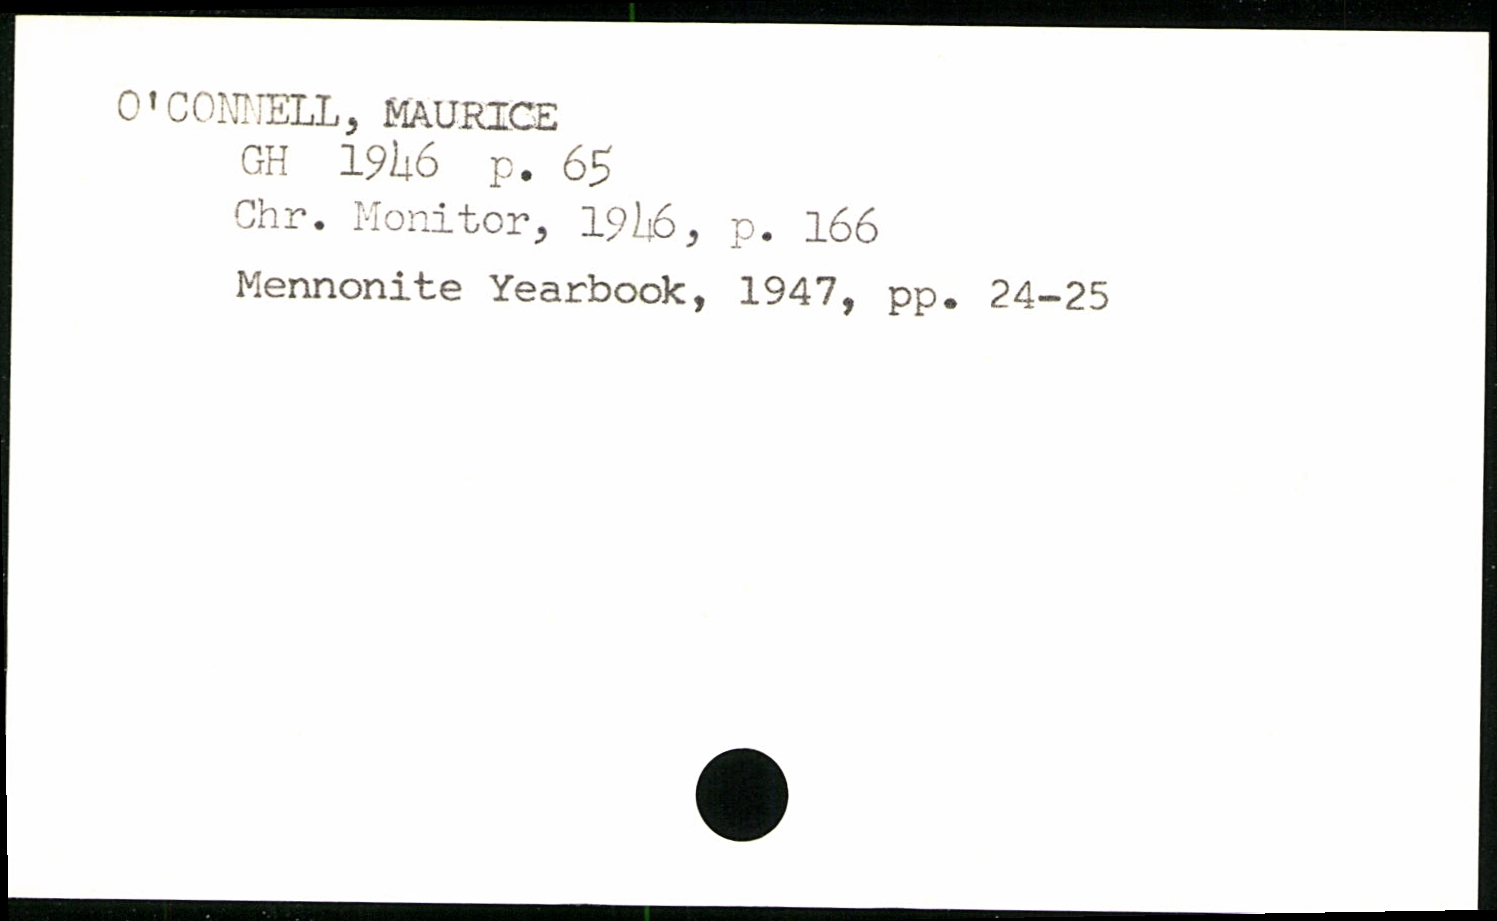 O'CONNELL, MAURICE
GH 1946 p. 65
Chr. Monitor, 1946, p. 166
Mennonite Yearbook, 1947, pp. 24-25